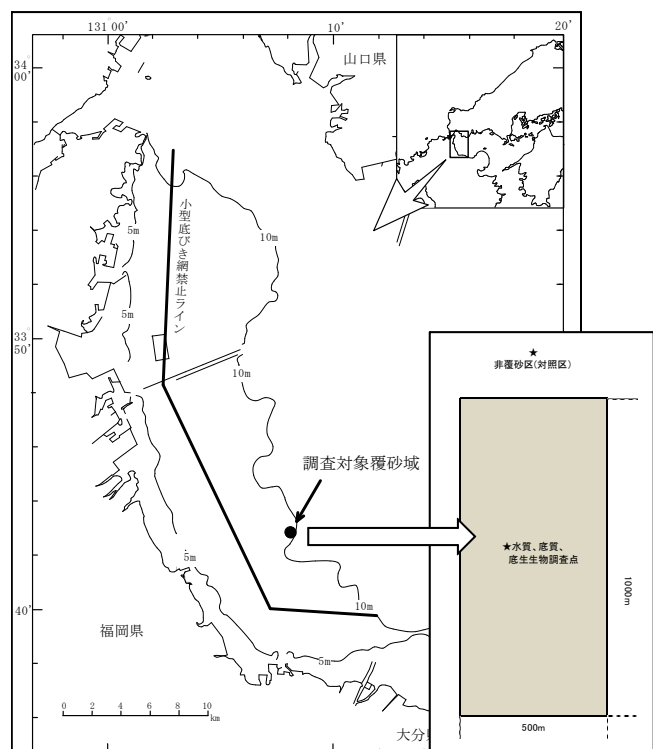 131 00'
10'
20'
34
00'
山口県
小型底びき網禁止ライン
5m
10m
5m
33
50'
10m
★
非覆砂区(対照区)
調査対象覆砂域
★水質、底質、
底生生物調査点
1000m
5m
10m
40'
福岡県
5m
0 2 4 6 8 10
km
500m
大分